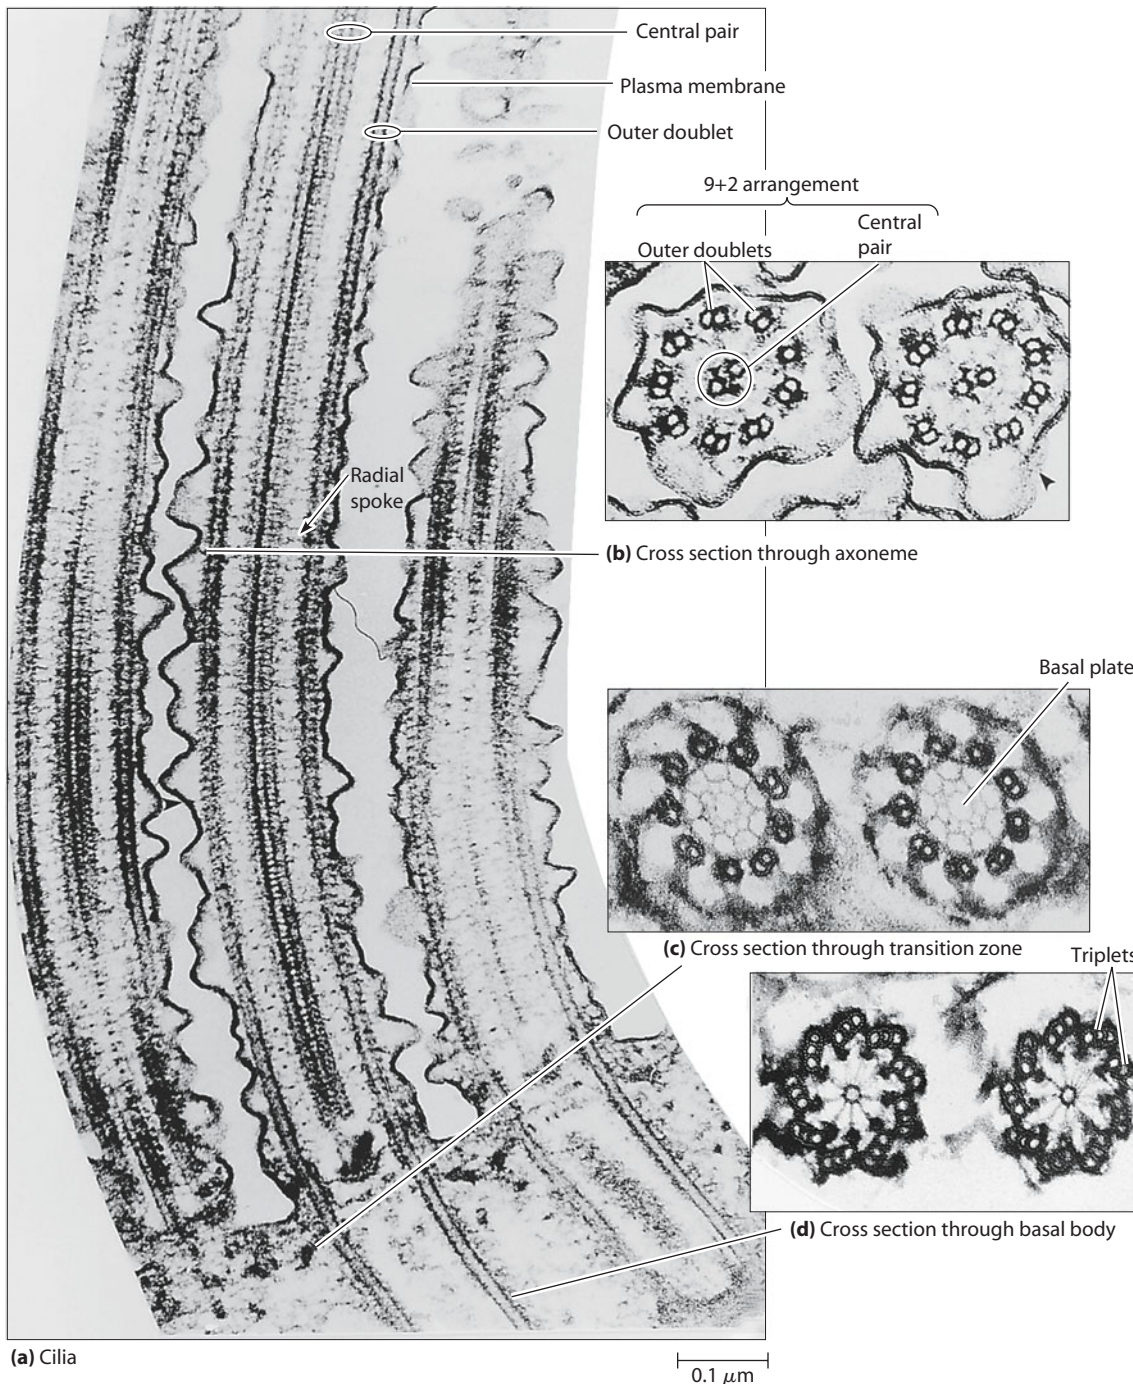 Central pair
Plasma membrane
Outer doublet
9+2 arrangement
Central
pair
Outer doublets
Radial
spoke
(b) Cross section through axoneme
Basal plate
(c) Cross section through transition zone
Triplets
(d) Cross section through basal body
(a) Cilia
0.1 μm